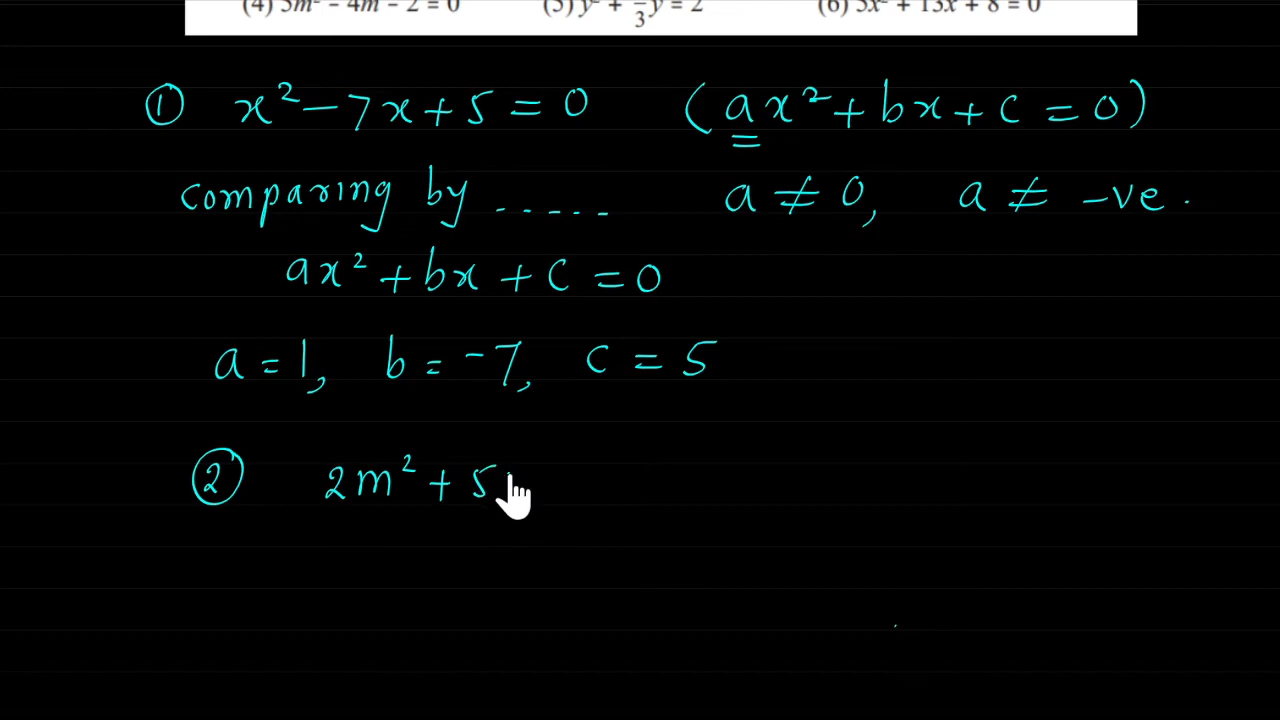 (4) 5m² – 4m – 2 = 0 (5) y² + 1/3 y = 2 (6) 5x² + 13x + 8 = 0
① x² – 7x + 5 = 0 (ax² + bx + c = 0)
comparing by ..... a ≠ 0, a ≠ –ve.
ax² + bx + c = 0
a = 1, b = –7, c = 5
② 2m² + 5